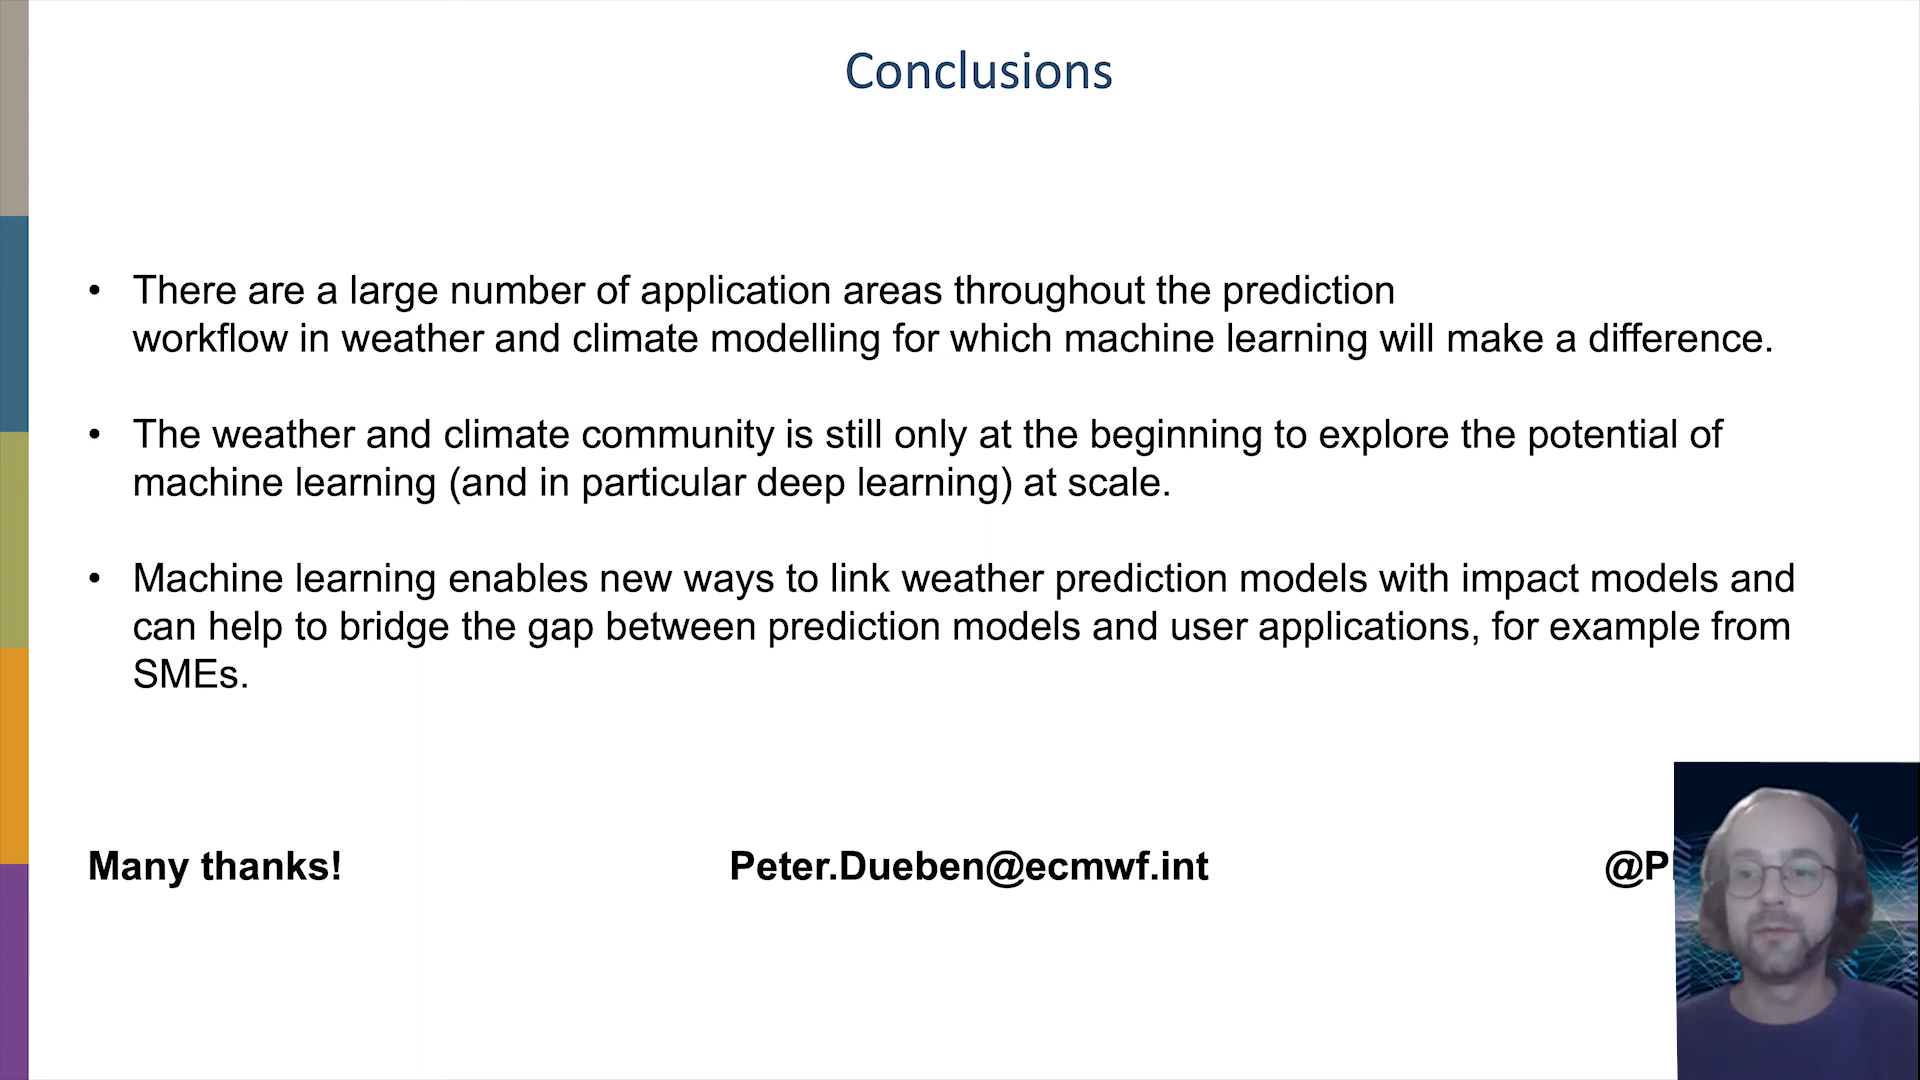 Conclusions
• There are a large number of application areas throughout the prediction
workflow in weather and climate modelling for which machine learning will make a difference.
• The weather and climate community is still only at the beginning to explore the potential of
machine learning (and in particular deep learning) at scale.
• Machine learning enables new ways to link weather prediction models with impact models and
can help to bridge the gap between prediction models and user applications, for example from
SMEs.
Many thanks! Peter.Dueben@ecmwf.int